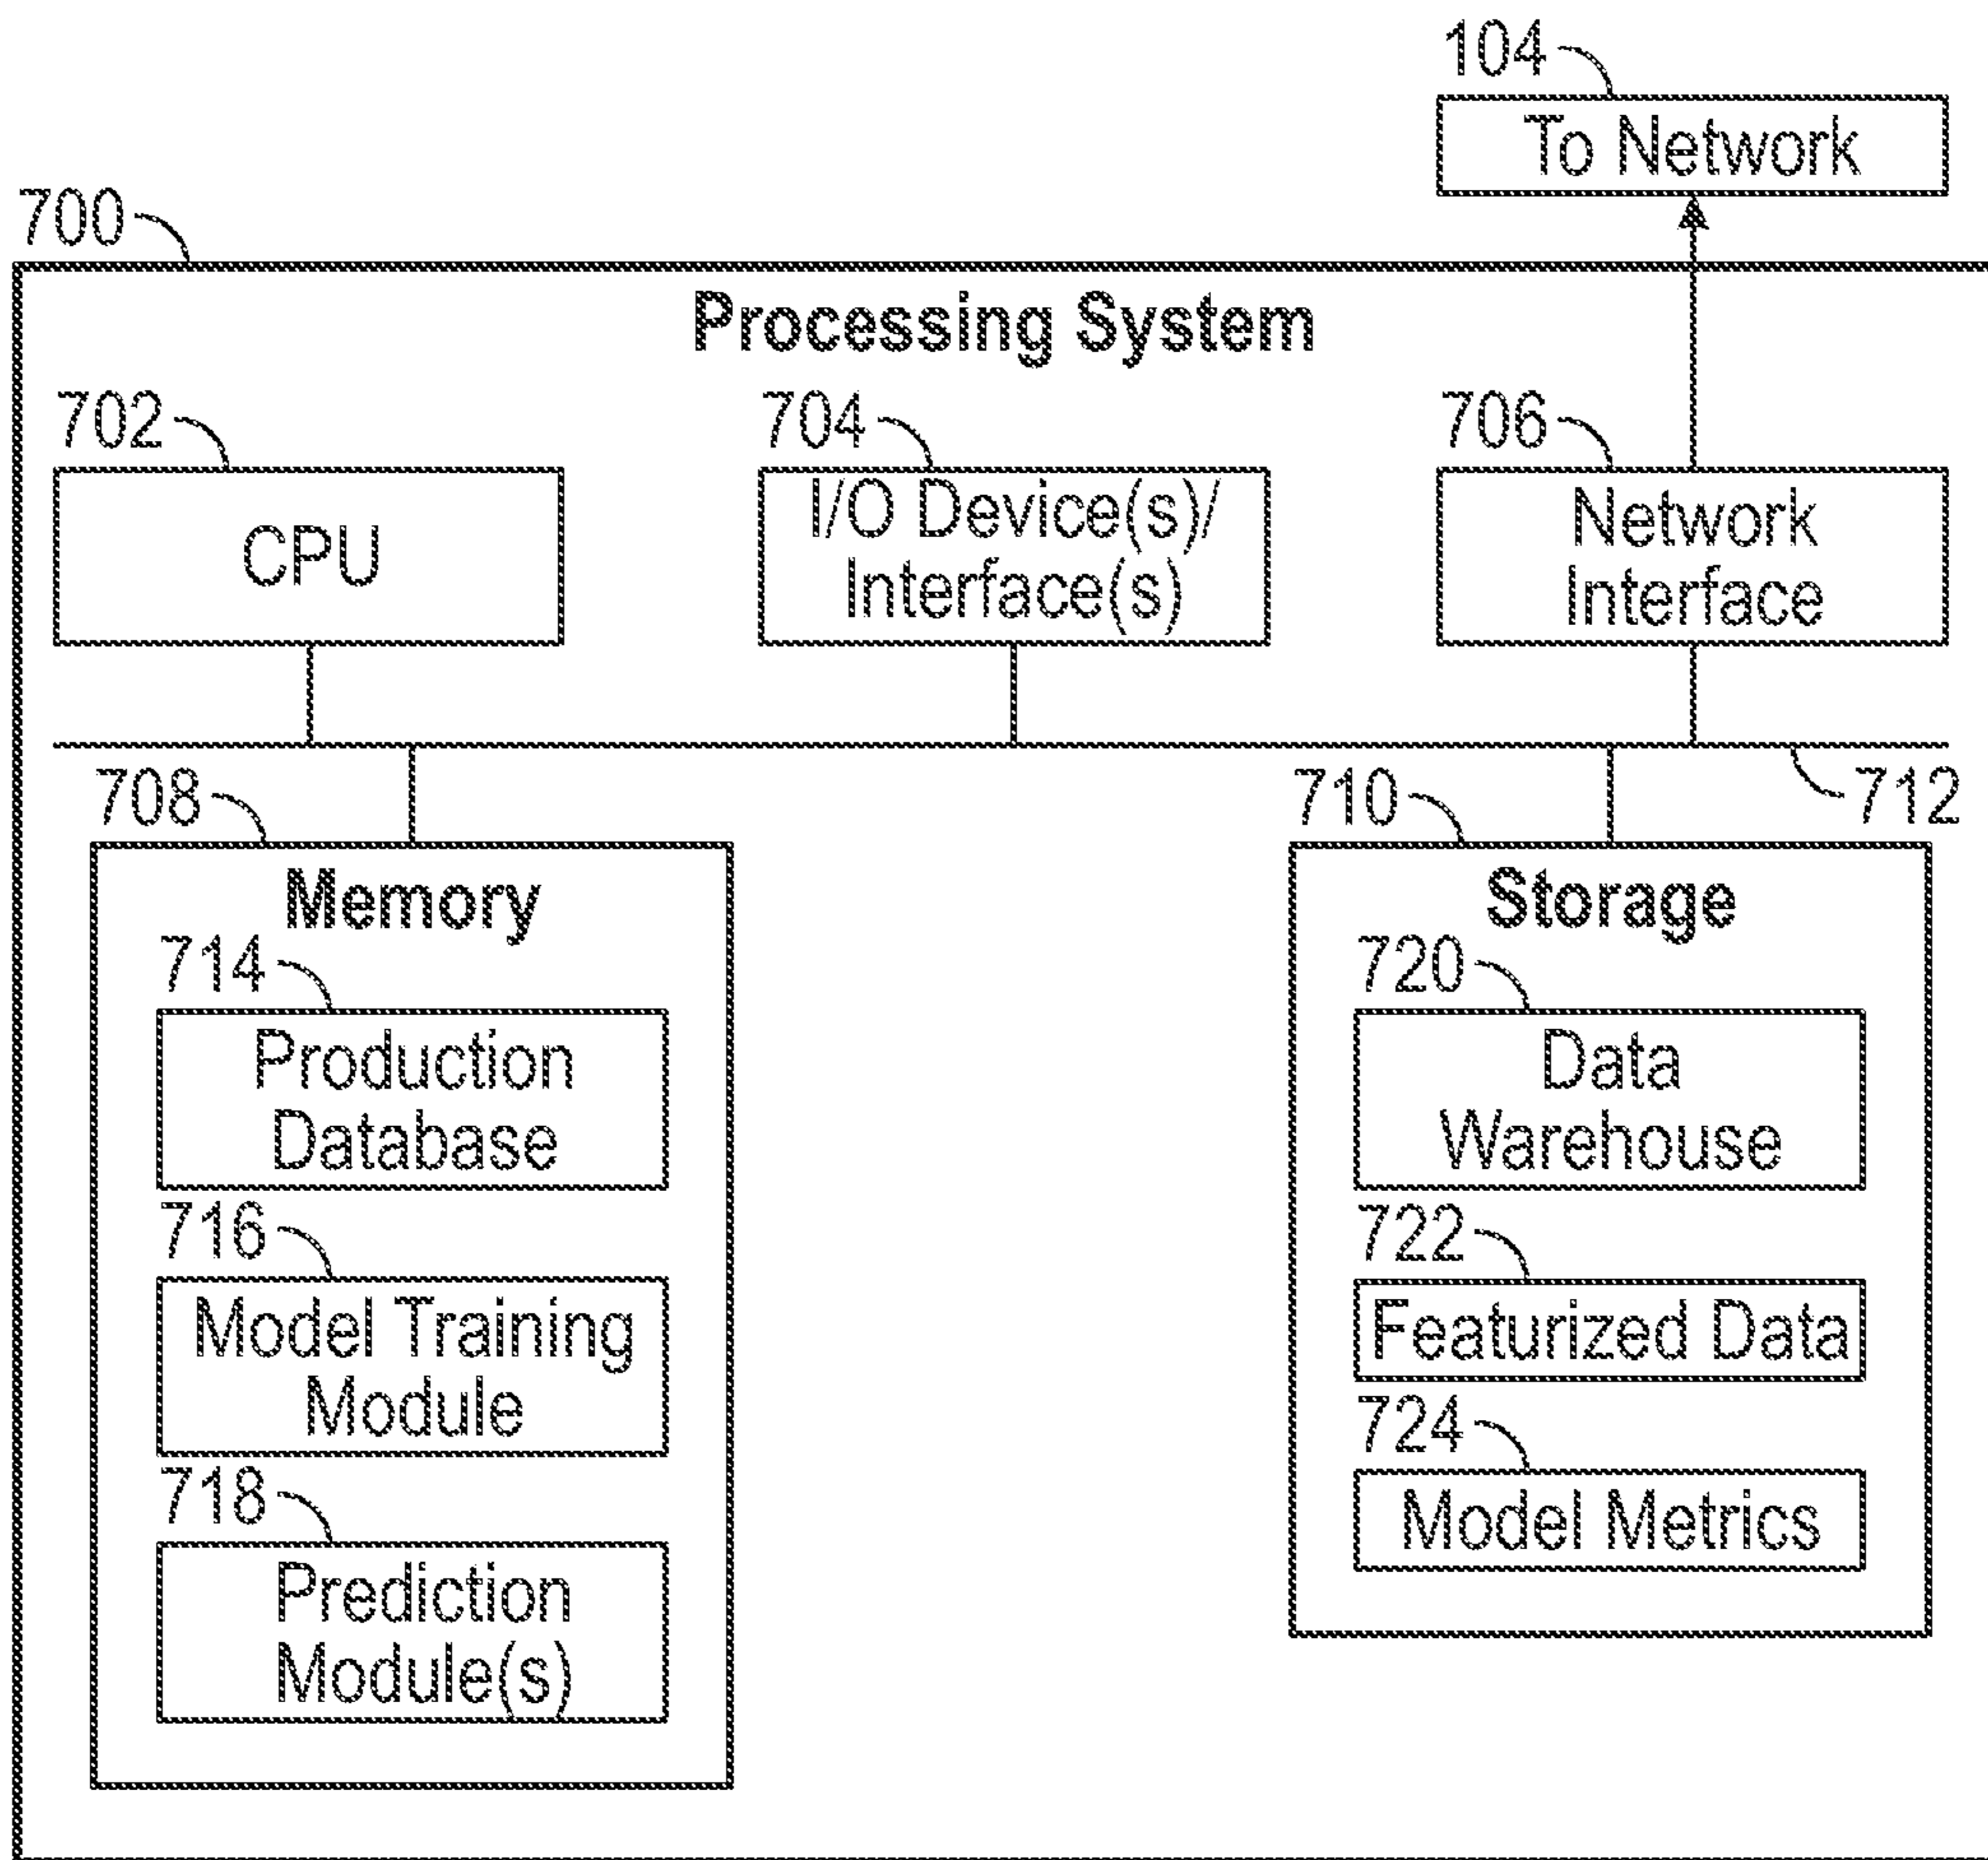 104
To Network
700
Processing System
702
704
706
CPU
I/O Device(s)/
Interface(s)
Network
Interface
708
710
712
Memory
714
Production
Database
716
Model Training
Module
718
Prediction
Module(s)
Storage
720
Data
Warehouse
722
Featurized Data
724
Model Metrics